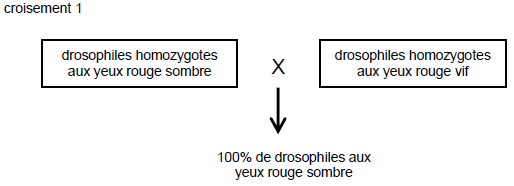 croisement 1
drosophiles homozygotes
aux yeux rouge sombre
X
drosophiles homozygotes
aux yeux rouge vif
100% de drosophiles aux
yeux rouge sombre